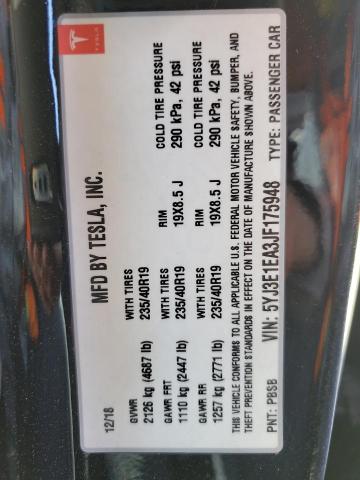 TESLA
MFD BY TESLA, INC.
12/18
GVWR WITH TIRES RIM COLD TIRE PRESSURE
2126 kg (4687 lb) 235/40R19 19X8.5 J 290 kPa, 42 psi
GAWR FRT
1110 kg (2447 lb) 235/40R19
GAWR RR WITH TIRES RIM COLD TIRE PRESSURE
1257 kg (2771 lb) 235/40R19 19X8.5 J 290 kPa, 42 psi
THIS VEHICLE CONFORMS TO ALL APPLICABLE U.S. FEDERAL MOTOR VEHICLE SAFETY, BUMPER, AND
THEFT PREVENTION STANDARDS IN EFFECT ON THE DATE OF MANUFACTURE SHOWN ABOVE.
PNT: PBSB VIN: 5YJ3E1EA3JF175948 TYPE: PASSENGER CAR